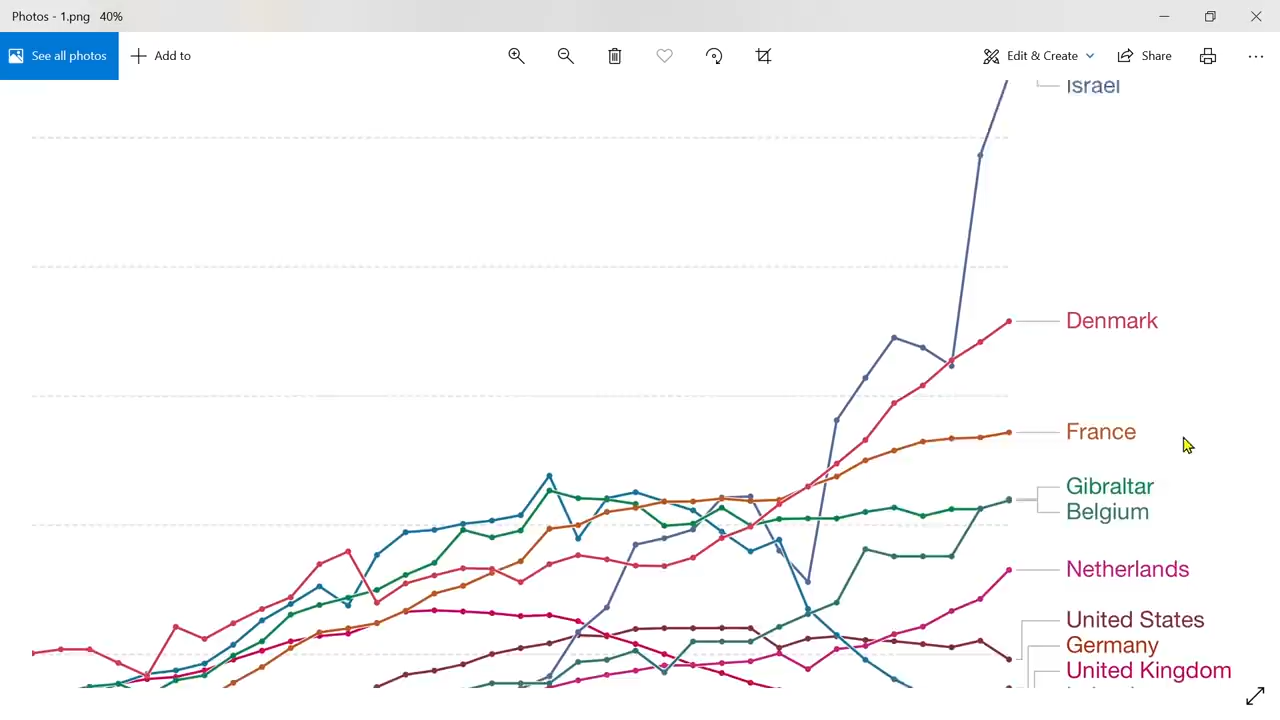 Photos - 1.png 40%
See all photos
Add to
Edit & Create
Share
Israel
Denmark
France
Gibraltar
Belgium
Netherlands
United States
Germany
United Kingdom